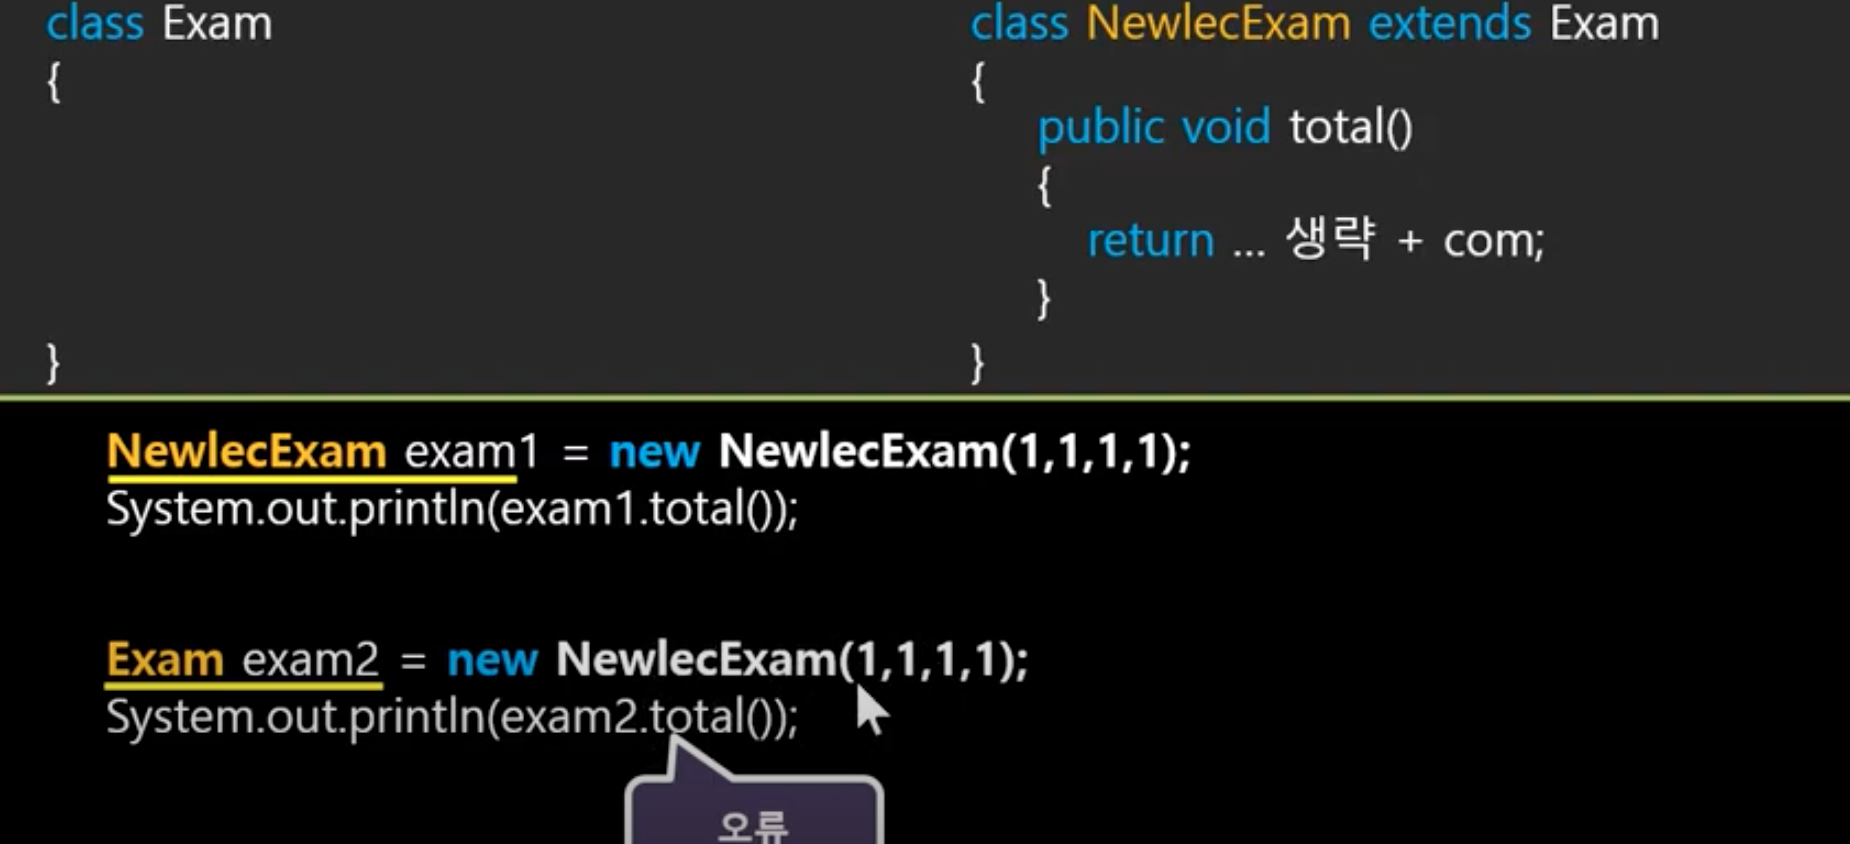 class Exam
{
}
class NewlecExam extends Exam
{
public void total()
{
return ... 생략 + com;
}
}
NewlecExam exam1 = new NewlecExam(1,1,1,1);
System.out.println(exam1.total());
Exam exam2 = new NewlecExam(1,1,1,1);
System.out.println(exam2.total());
오류